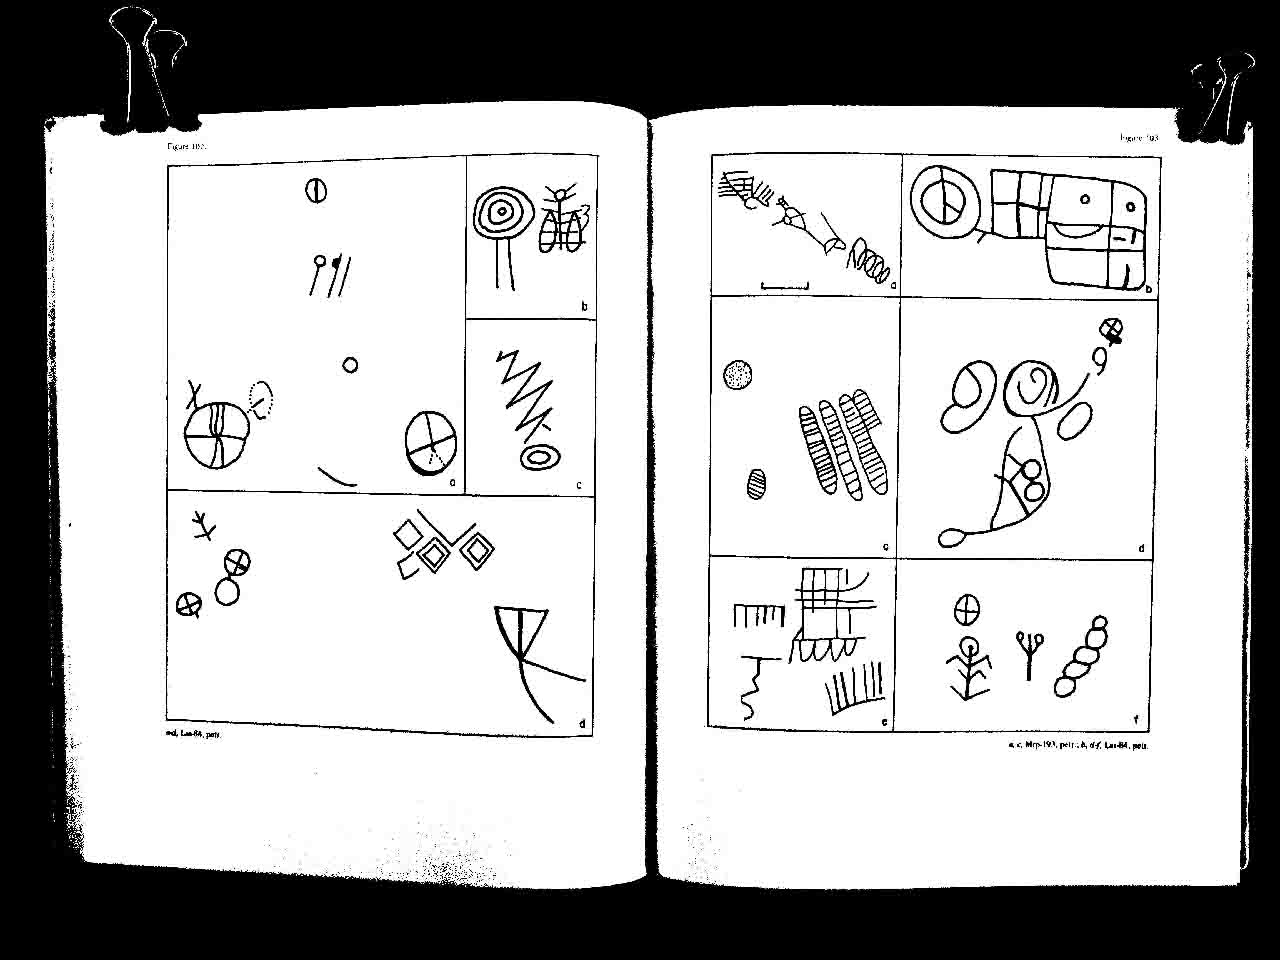 Figure 102.
a
b
c
d
a-d, Las-84, petr.
Figure 103
a
b
c
d
e
f
a, c, Mrp-193, petr.; b, d-f, Las-84, petr.